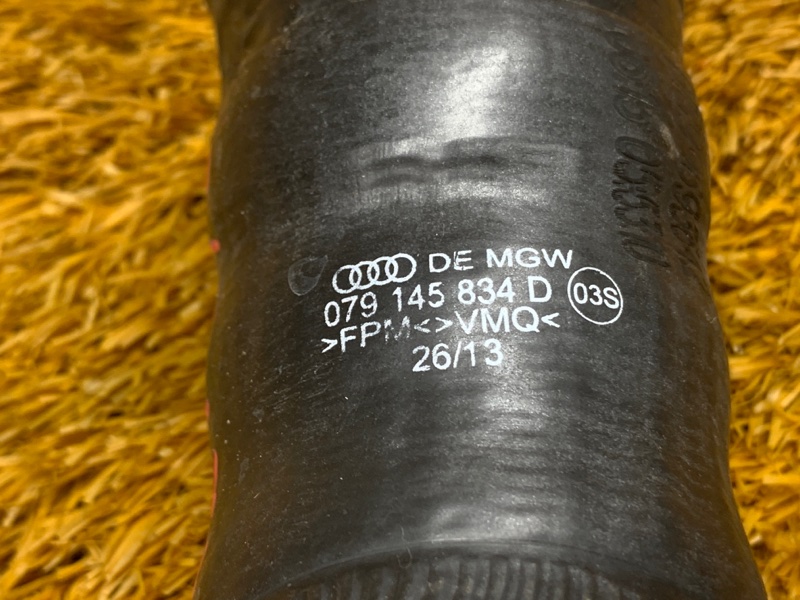 DE MGW
079 145 834 D 03S
>FPM<>VMQ<
26/13